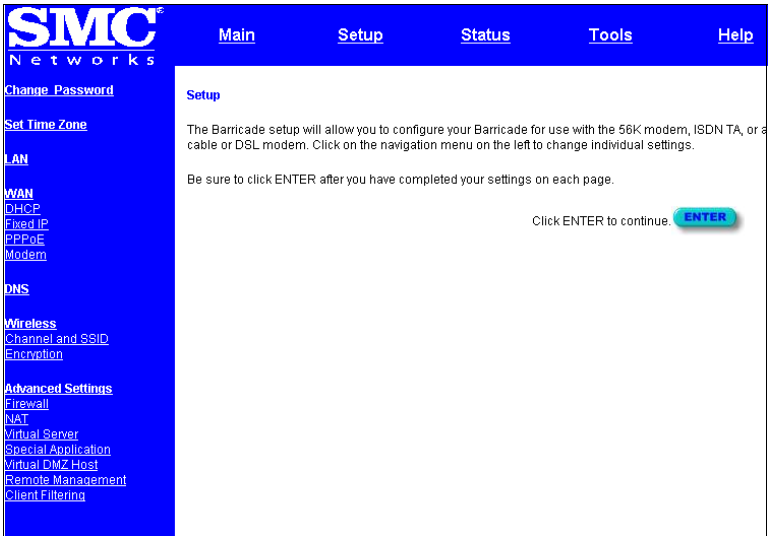 SMC®
Networks
Main Setup Status Tools Help
Change Password
Set Time Zone
LAN
WAN
DHCP
Fixed IP
PPPoE
Modem
DNS
Wireless
Channel and SSID
Encryption
Advanced Settings
Firewall
NAT
Virtual Server
Special Application
Virtual DMZ Host
Remote Management
Client Filtering
Setup
The Barricade setup will allow you to configure your Barricade for use with the 56K modem, ISDN TA, or a
cable or DSL modem. Click on the navigation menu on the left to change individual settings.
Be sure to click ENTER after you have completed your settings on each page.
Click ENTER to continue. ENTER